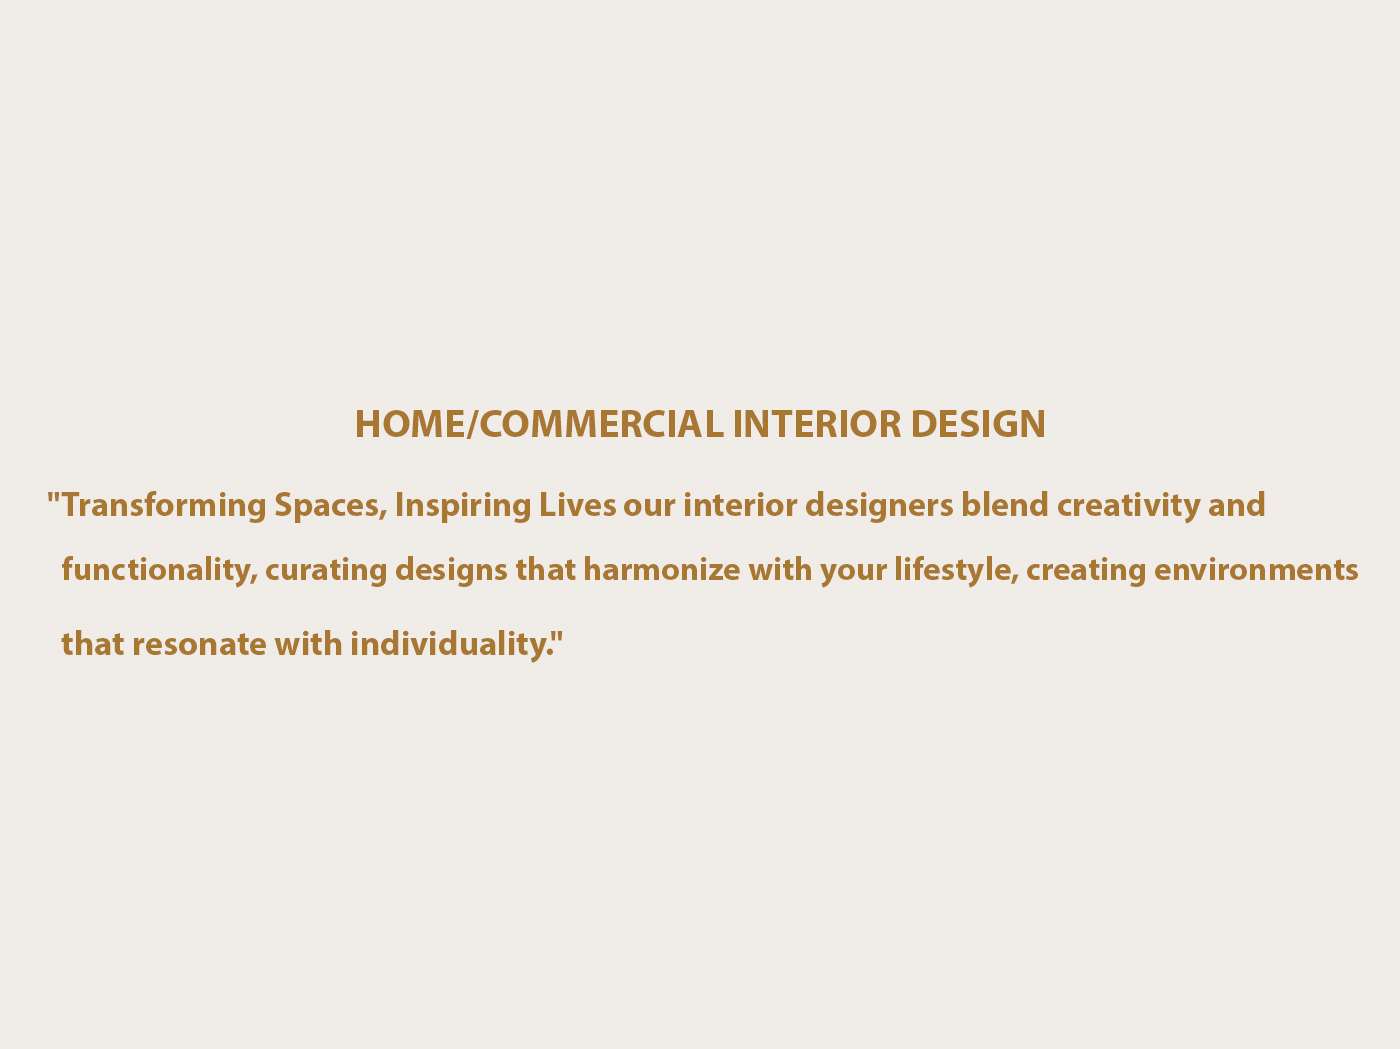 HOME/COMMERCIAL INTERIOR DESIGN
"Transforming Spaces, Inspiring Lives our interior designers blend creativity and
functionality, curating designs that harmonize with your lifestyle, creating environments
that resonate with individuality."